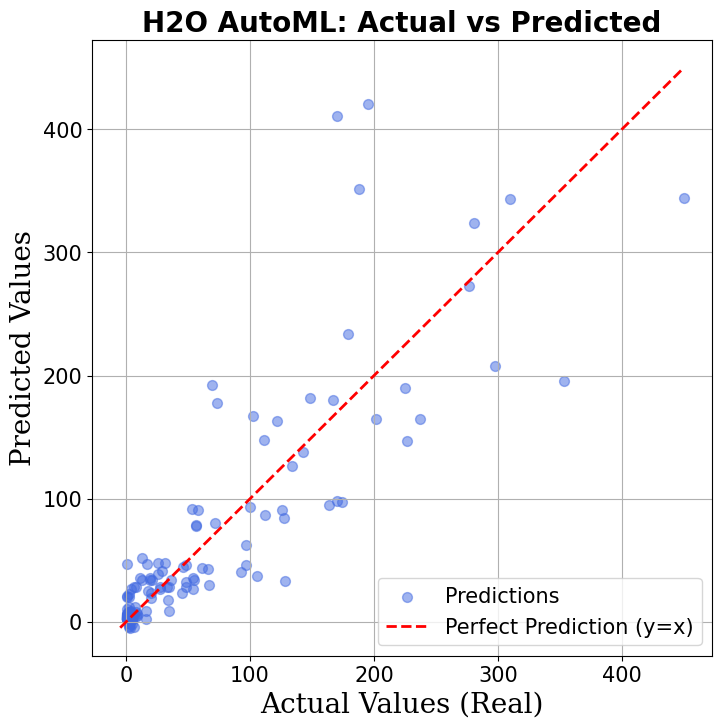 H2O AutoML: Actual vs Predicted
Predicted Values
400
300
200
100
0
Predictions
Perfect Prediction (y=x)
0 100 200 300 400
Actual Values (Real)